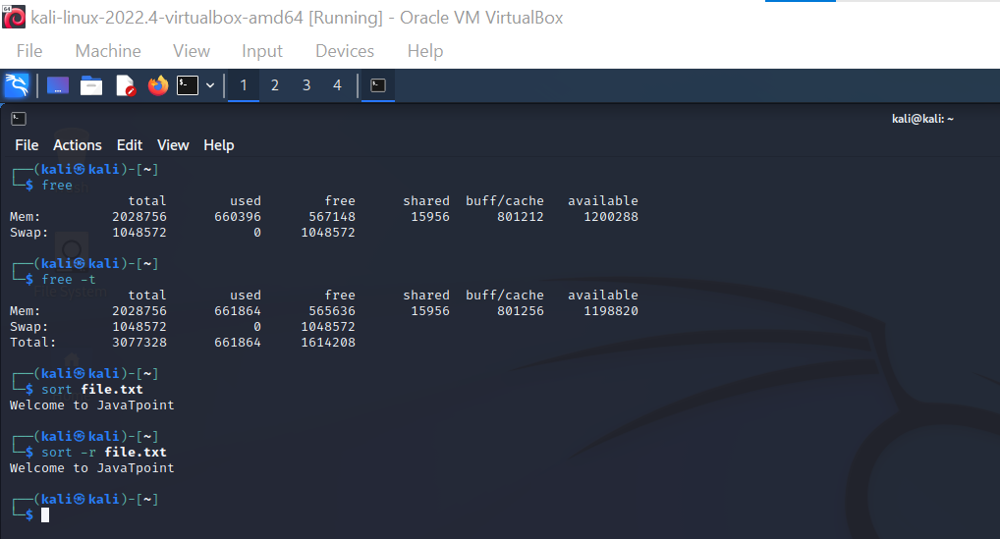 64
kali-linux-2022.4-virtualbox-amd64 [Running] - Oracle VM VirtualBox
File Machine View Input Devices Help
1 2 3 4
kali@kali: ~
File Actions Edit View Help
┌──(kali㉿kali)-[~]
└─$ free
total used free shared buff/cache available
Mem: 2028756 660396 567148 15956 801212 1200288
Swap: 1048572 0 1048572
┌──(kali㉿kali)-[~]
└─$ free -t
File System
total used free shared buff/cache available
Mem: 2028756 661864 565636 15956 801256 1198820
Swap: 1048572 0 1048572
Total: 3077328 661864 1614208
┌──(kali㉿kali)-[~]
└─$ sort file.txt
Welcome to JavaTpoint
┌──(kali㉿kali)-[~]
└─$ sort -r file.txt
Welcome to JavaTpoint
┌──(kali㉿kali)-[~]
└─$